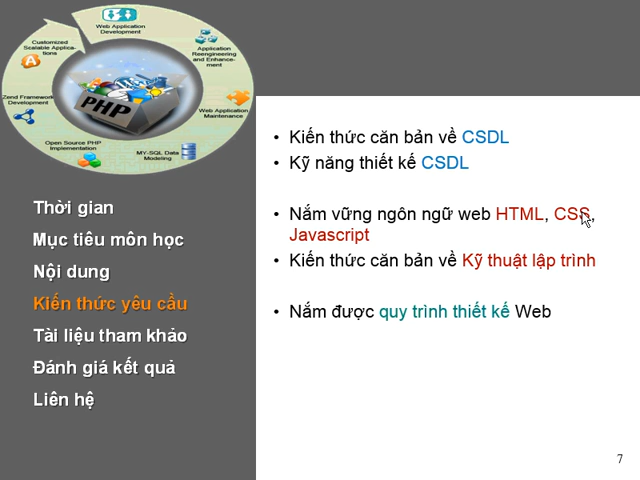 Web Application
Development
Customized
Scalable Applica-
tions
Application
Reengineering
and Enhance-
ment
Zend Framework
Development
PHP
Web Application
Maintenance
Open Source PHP
Implementation
MY-SQL Data
Modeling
Thời gian
Mục tiêu môn học
Nội dung
Kiến thức yêu cầu
Tài liệu tham khảo
Đánh giá kết quả
Liên hệ
• Kiến thức căn bản về CSDL
• Kỹ năng thiết kế CSDL
• Nắm vững ngôn ngữ web HTML, CSS,
Javascript
• Kiến thức căn bản về Kỹ thuật lập trình
• Nắm được quy trình thiết kế Web
7